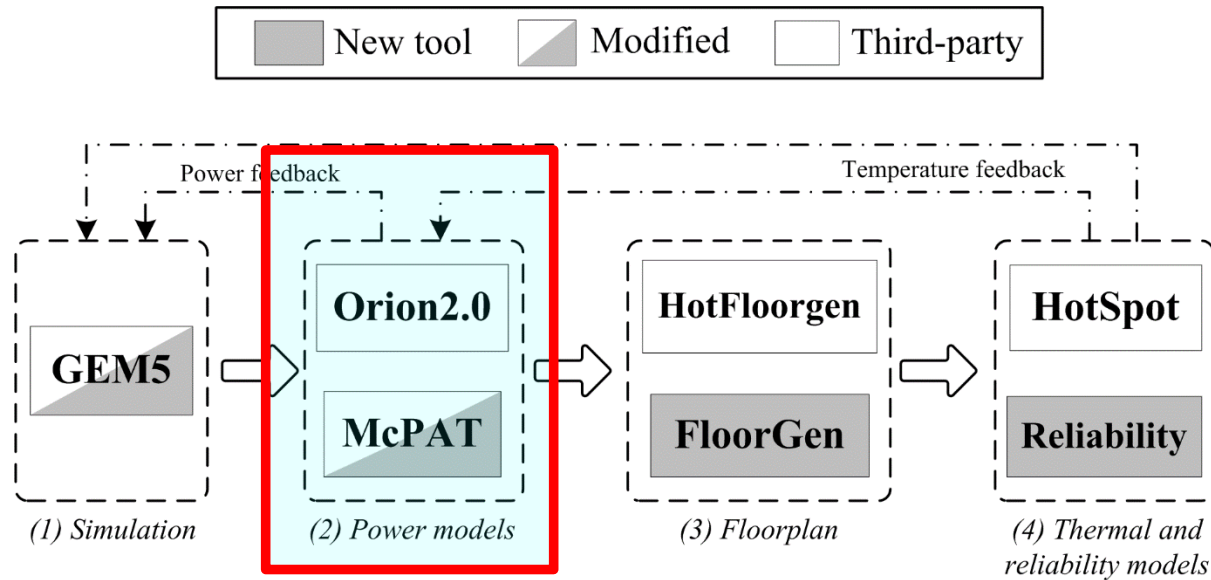 New tool
Modified
Third-party
Power feedback
Temperature feedback
GEM5
Orion2.0
McPAT
HotFloorgen
FloorGen
HotSpot
Reliability
(1) Simulation
(2) Power models
(3) Floorplan
(4) Thermal and
reliability models